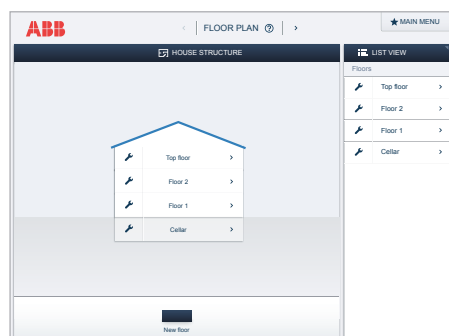 ABB
‹ FLOOR PLAN ? ›
★ MAIN MENU
HOUSE STRUCTURE
LIST VIEW
Floors
Top floor ›
Floor 2 ›
Floor 1 ›
Cellar ›
Top floor ›
Floor 2 ›
Floor 1 ›
Cellar ›
New floor